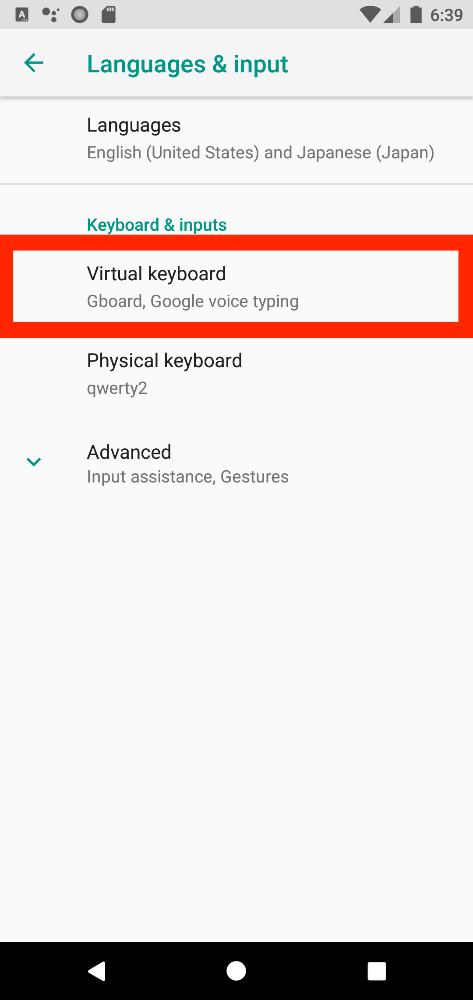 A
6:39
Languages & input
Languages
English (United States) and Japanese (Japan)
Keyboard & inputs
Virtual keyboard
Gboard, Google voice typing
Physical keyboard
qwerty2
Advanced
Input assistance, Gestures